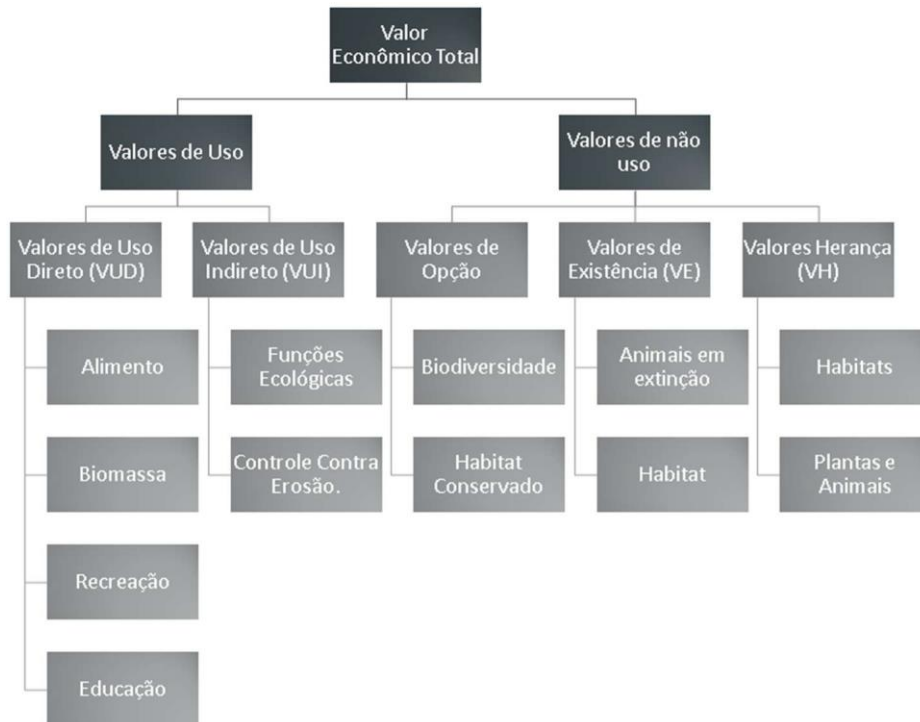 Valor
Econômico Total
Valores de Uso
Valores de não
uso
Valores de Uso
Direto (VUD)
Valores de Uso
Indireto (VUI)
Valores de
Opção
Valores de
Existência (VE)
Valores Herança
(VH)
Alimento
Funções
Ecológicas
Biodiversidade
Animais em
extinção
Habitats
Biomassa
Controle Contra
Erosão.
Habitat
Conservado
Habitat
Plantas e
Animais
Recreação
Educação